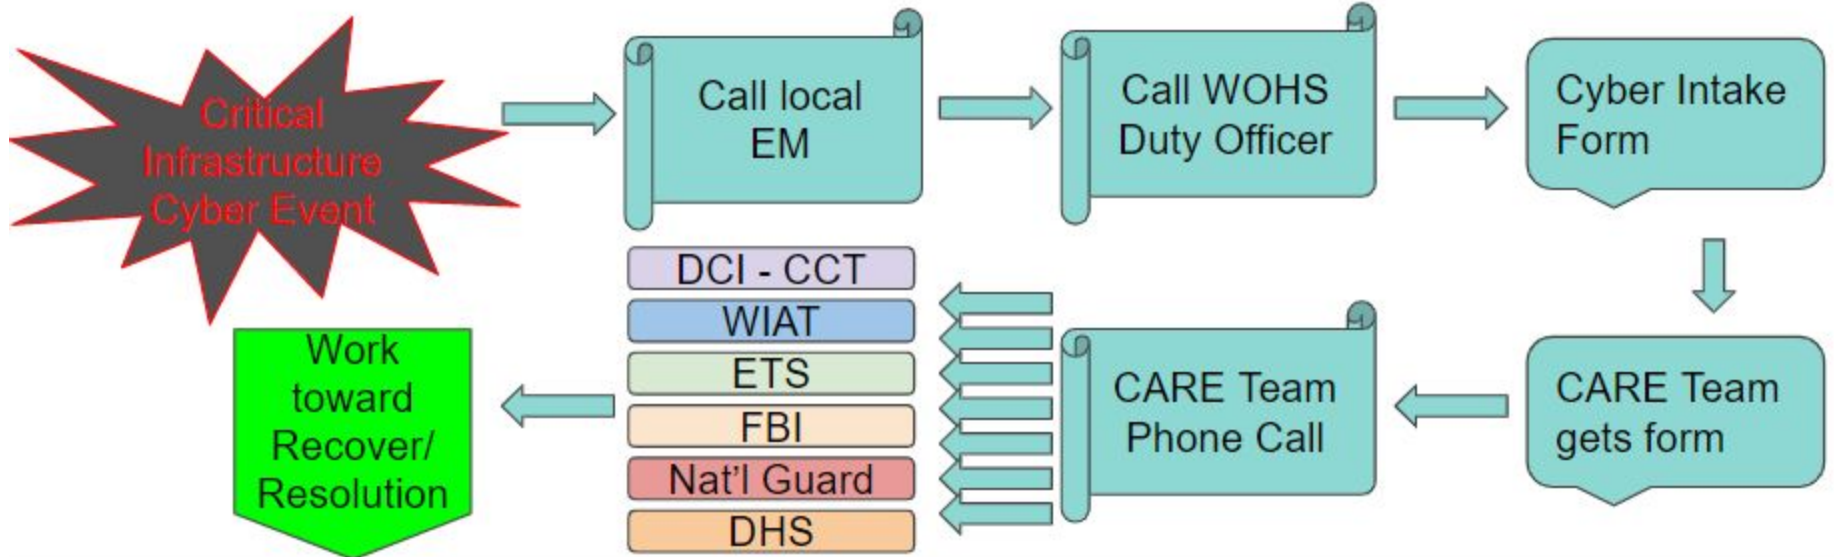 Critical
Infrastructure
Cyber Event
Call local
EM
Call WOHS
Duty Officer
Cyber Intake
Form
CARE Team
gets form
CARE Team
Phone Call
DCI - CCT
WIAT
ETS
FBI
Nat'l Guard
DHS
Work
toward
Recover/
Resolution